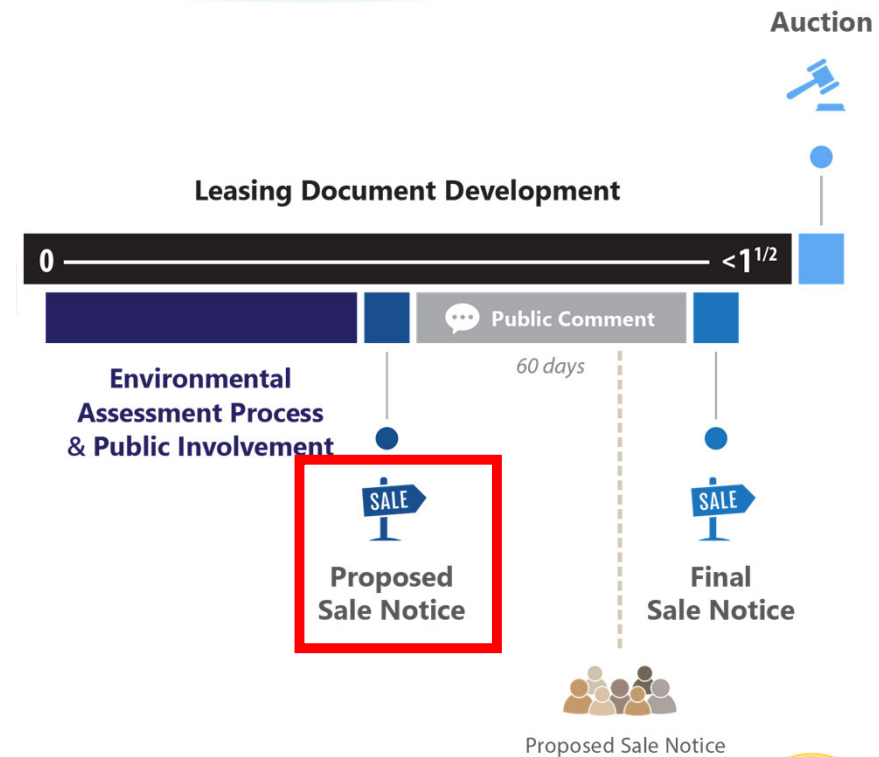 Auction
Leasing Document Development
0 <1 1/2
Public Comment
60 days
Environmental
Assessment Process
& Public Involvement
SALE
Proposed
Sale Notice
SALE
Final
Sale Notice
Proposed Sale Notice